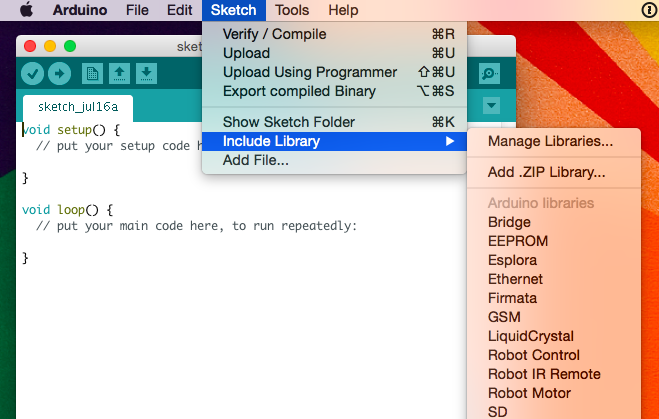 Arduino File Edit Sketch Tools Help
sk
Verify / Compile ⌘R
Upload ⌘U
Upload Using Programmer ⇧⌘U
Export compiled Binary ⌥⌘S
Show Sketch Folder ⌘K
Include Library ▶
Add File...
sketch_jul16a
void setup() {
// put your setup code
}
void loop() {
// put your main code here, to run repeatedly:
}
Manage Libraries...
Add .ZIP Library...
Arduino libraries
Bridge
EEPROM
Esplora
Ethernet
Firmata
GSM
LiquidCrystal
Robot Control
Robot IR Remote
Robot Motor
SD